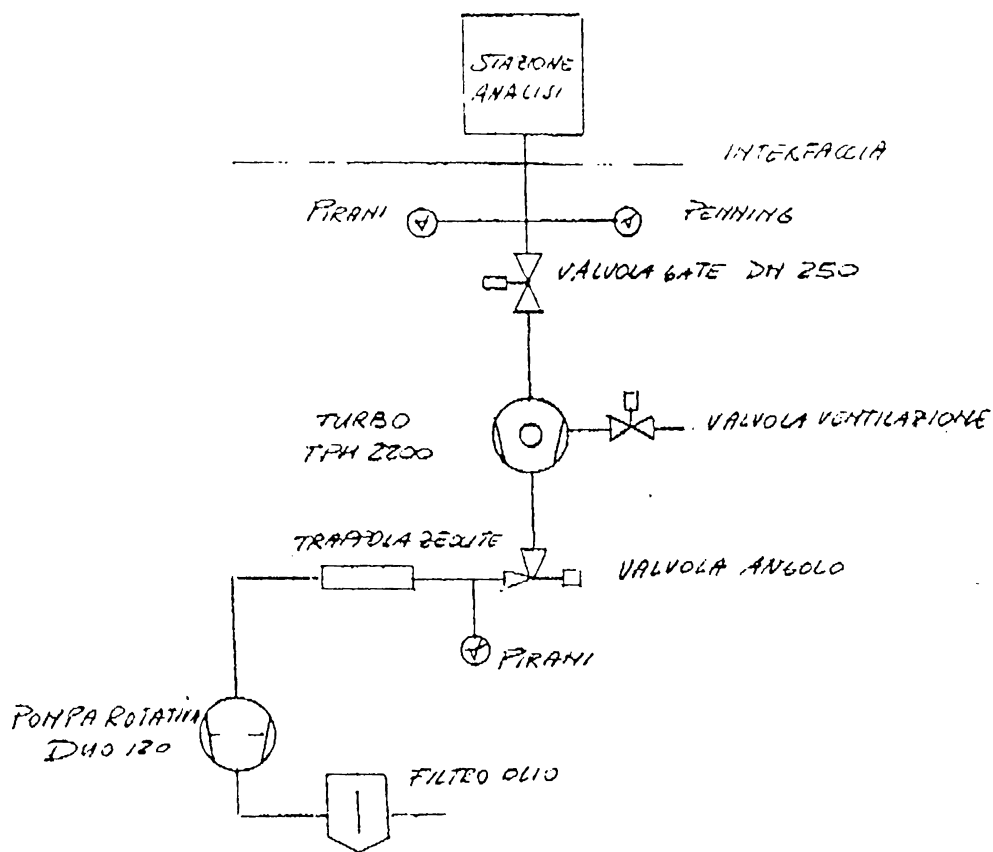 STAZIONE
ANALISI
INTERFACCIA
PIRANI
PENNING
VALVOLA GATE DN 250
TURBO
TPH 2200
VALVOLA VENTILAZIONE
TRAPPOLA ZEOLITE
VALVOLA ANGOLO
PIRANI
POMPA ROTATIVA
DUO 120
FILTRO OLIO